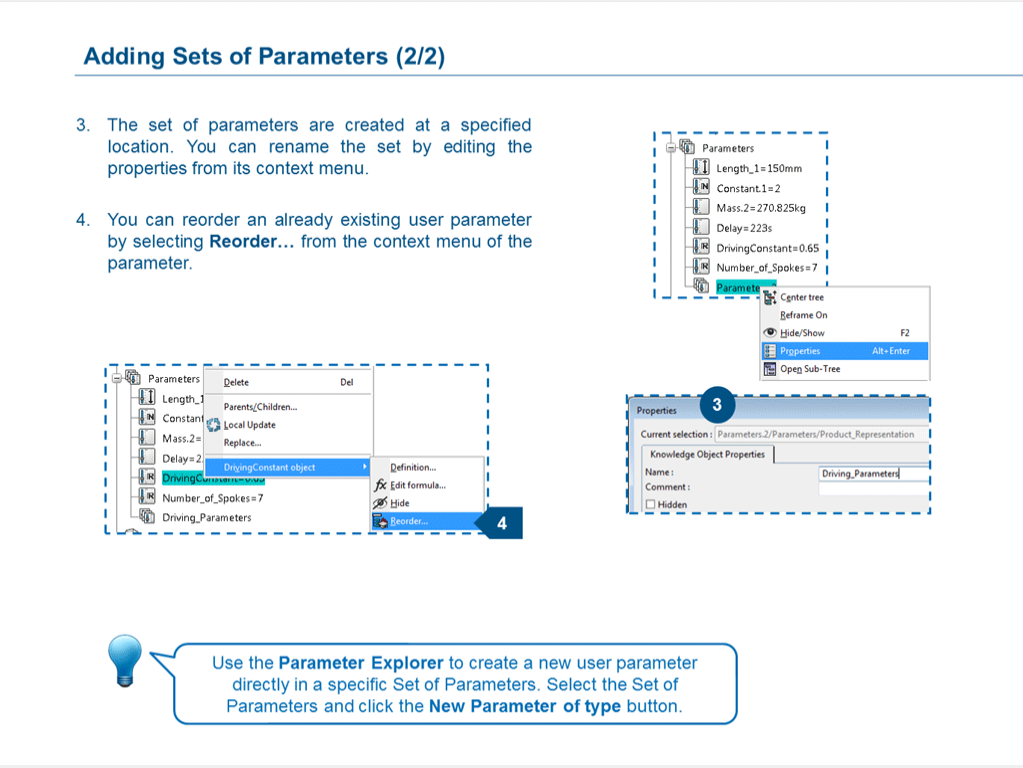 Adding Sets of Parameters (2/2)
3. The set of parameters are created at a specified
location. You can rename the set by editing the
properties from its context menu.
4. You can reorder an already existing user parameter
by selecting Reorder... from the context menu of the
parameter.
Parameters
Length_1=150mm
Constant.1=2
Mass.2=270.825kg
Delay=223s
DrivingConstant=0.65
Number_of_Spokes=7
Center tree
Reframe On
Hide/Show F2
Properties Alt+Enter
Open Sub-Tree
3
Properties
Current selection : Parameters.2/Parameters/Product_Representation
Knowledge Object Properties
Name : Driving_Parameters
Comment :
Hidden
Parameters
Length_1
Constant
Mass.2=
Delay=2
Number_of_Spokes=7
Driving_Parameters
Delete Del
Parents/Children...
Local Update
Replace...
DrivingConstant object
Definition...
fx Edit formula...
Hide
Reorder...
4
Use the Parameter Explorer to create a new user parameter
directly in a specific Set of Parameters. Select the Set of
Parameters and click the New Parameter of type button.